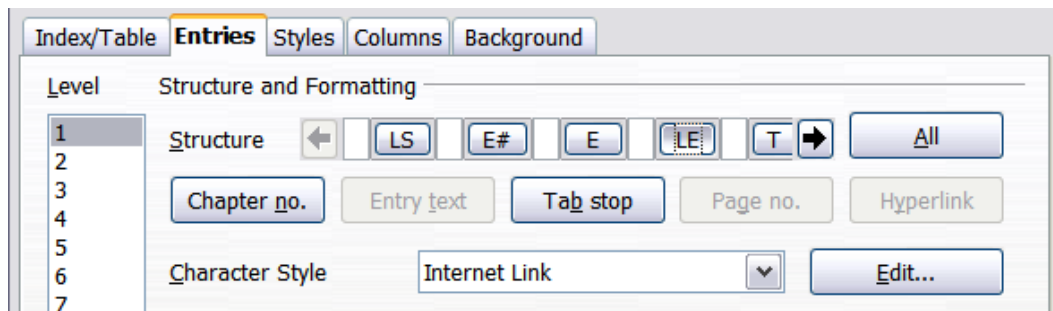 Index/Table Entries Styles Columns Background
Level Structure and Formatting
1 Structure LS E# E LE T All
2
3 Chapter no. Entry text Tab stop Page no. Hyperlink
4
5
6 Character Style Internet Link Edit...
7